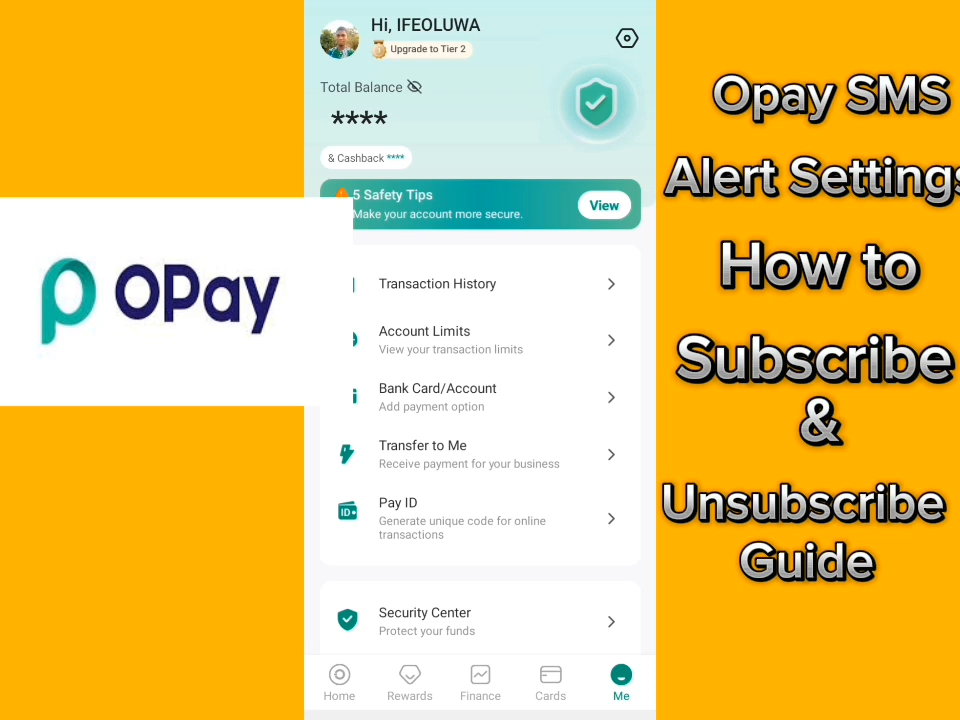 OPay
Hi, IFEOLUWA
Upgrade to Tier 2
Total Balance
****
& Cashback ****
5 Safety Tips
Make your account more secure.
View
Transaction History
Account Limits
View your transaction limits
Bank Card/Account
Add payment option
Transfer to Me
Receive payment for your business
ID
Pay ID
Generate unique code for online
transactions
Security Center
Protect your funds
Home
Rewards
Finance
Cards
Me
Opay SMS
Alert Settings
How to
Subscribe
&
Unsubscribe
Guide